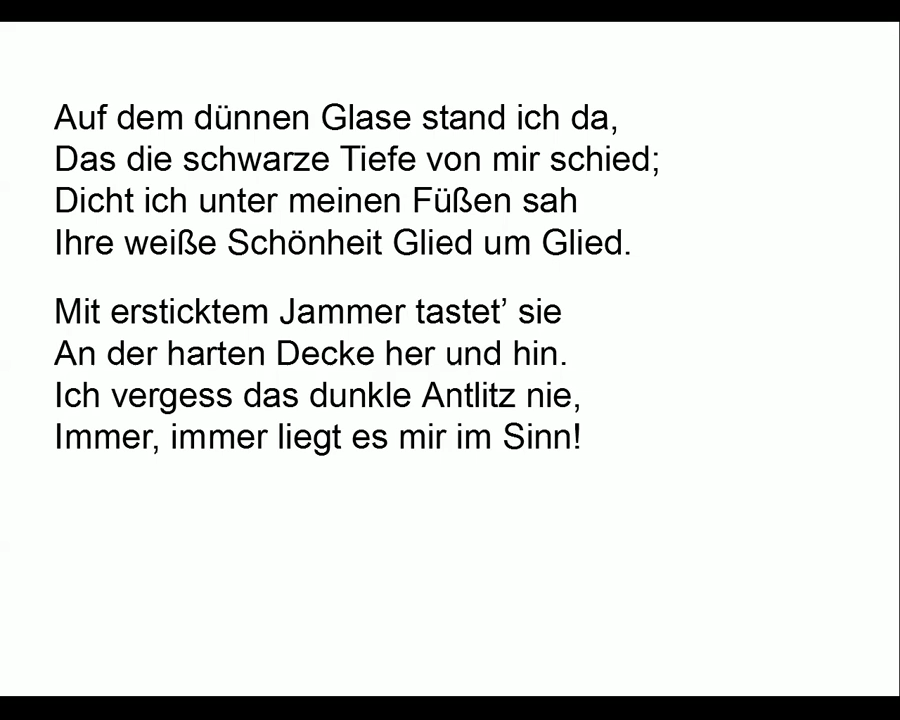 Auf dem dünnen Glase stand ich da,
Das die schwarze Tiefe von mir schied;
Dicht ich unter meinen Füßen sah
Ihre weiße Schönheit Glied um Glied.
Mit ersticktem Jammer tastet’ sie
An der harten Decke her und hin.
Ich vergess das dunkle Antlitz nie,
Immer, immer liegt es mir im Sinn!